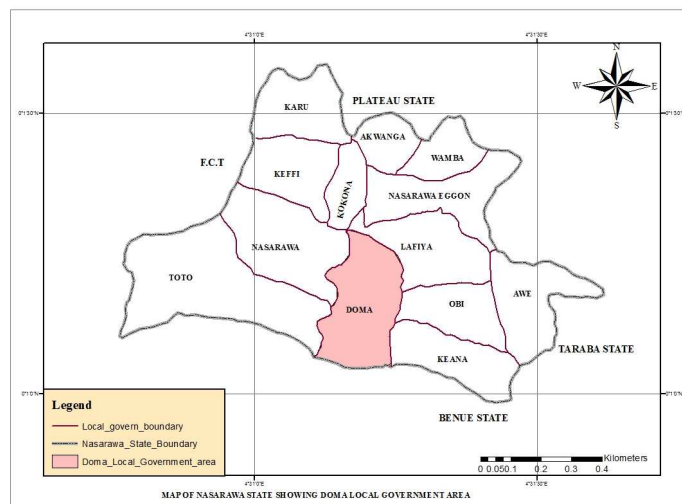 4°31'0"E
4°31'30"E
N
W E
S
KARU
PLATEAU STATE
0°1'30"N
0°1'30"N
AKWANGA
WAMBA
F.C.T
KEFFI
KOKONA
NASARAWA EGGON
NASARAWA
LAFIYA
TOTO
AWE
OBI
DOMA
TARABA STATE
KEANA
0°1'0"N
0°1'0"N
BENUE STATE
Legend
Local_govern_boundary
Nasarawa_State_Boundary
Doma_Local_Government_area
Kilometers
0 0.05 0.1 0.2 0.3 0.4
4°31'0"E
4°31'30"E
MAP OF NASARAWA STATE SHOWING DOMA LOCAL GOVERNMENT AREA